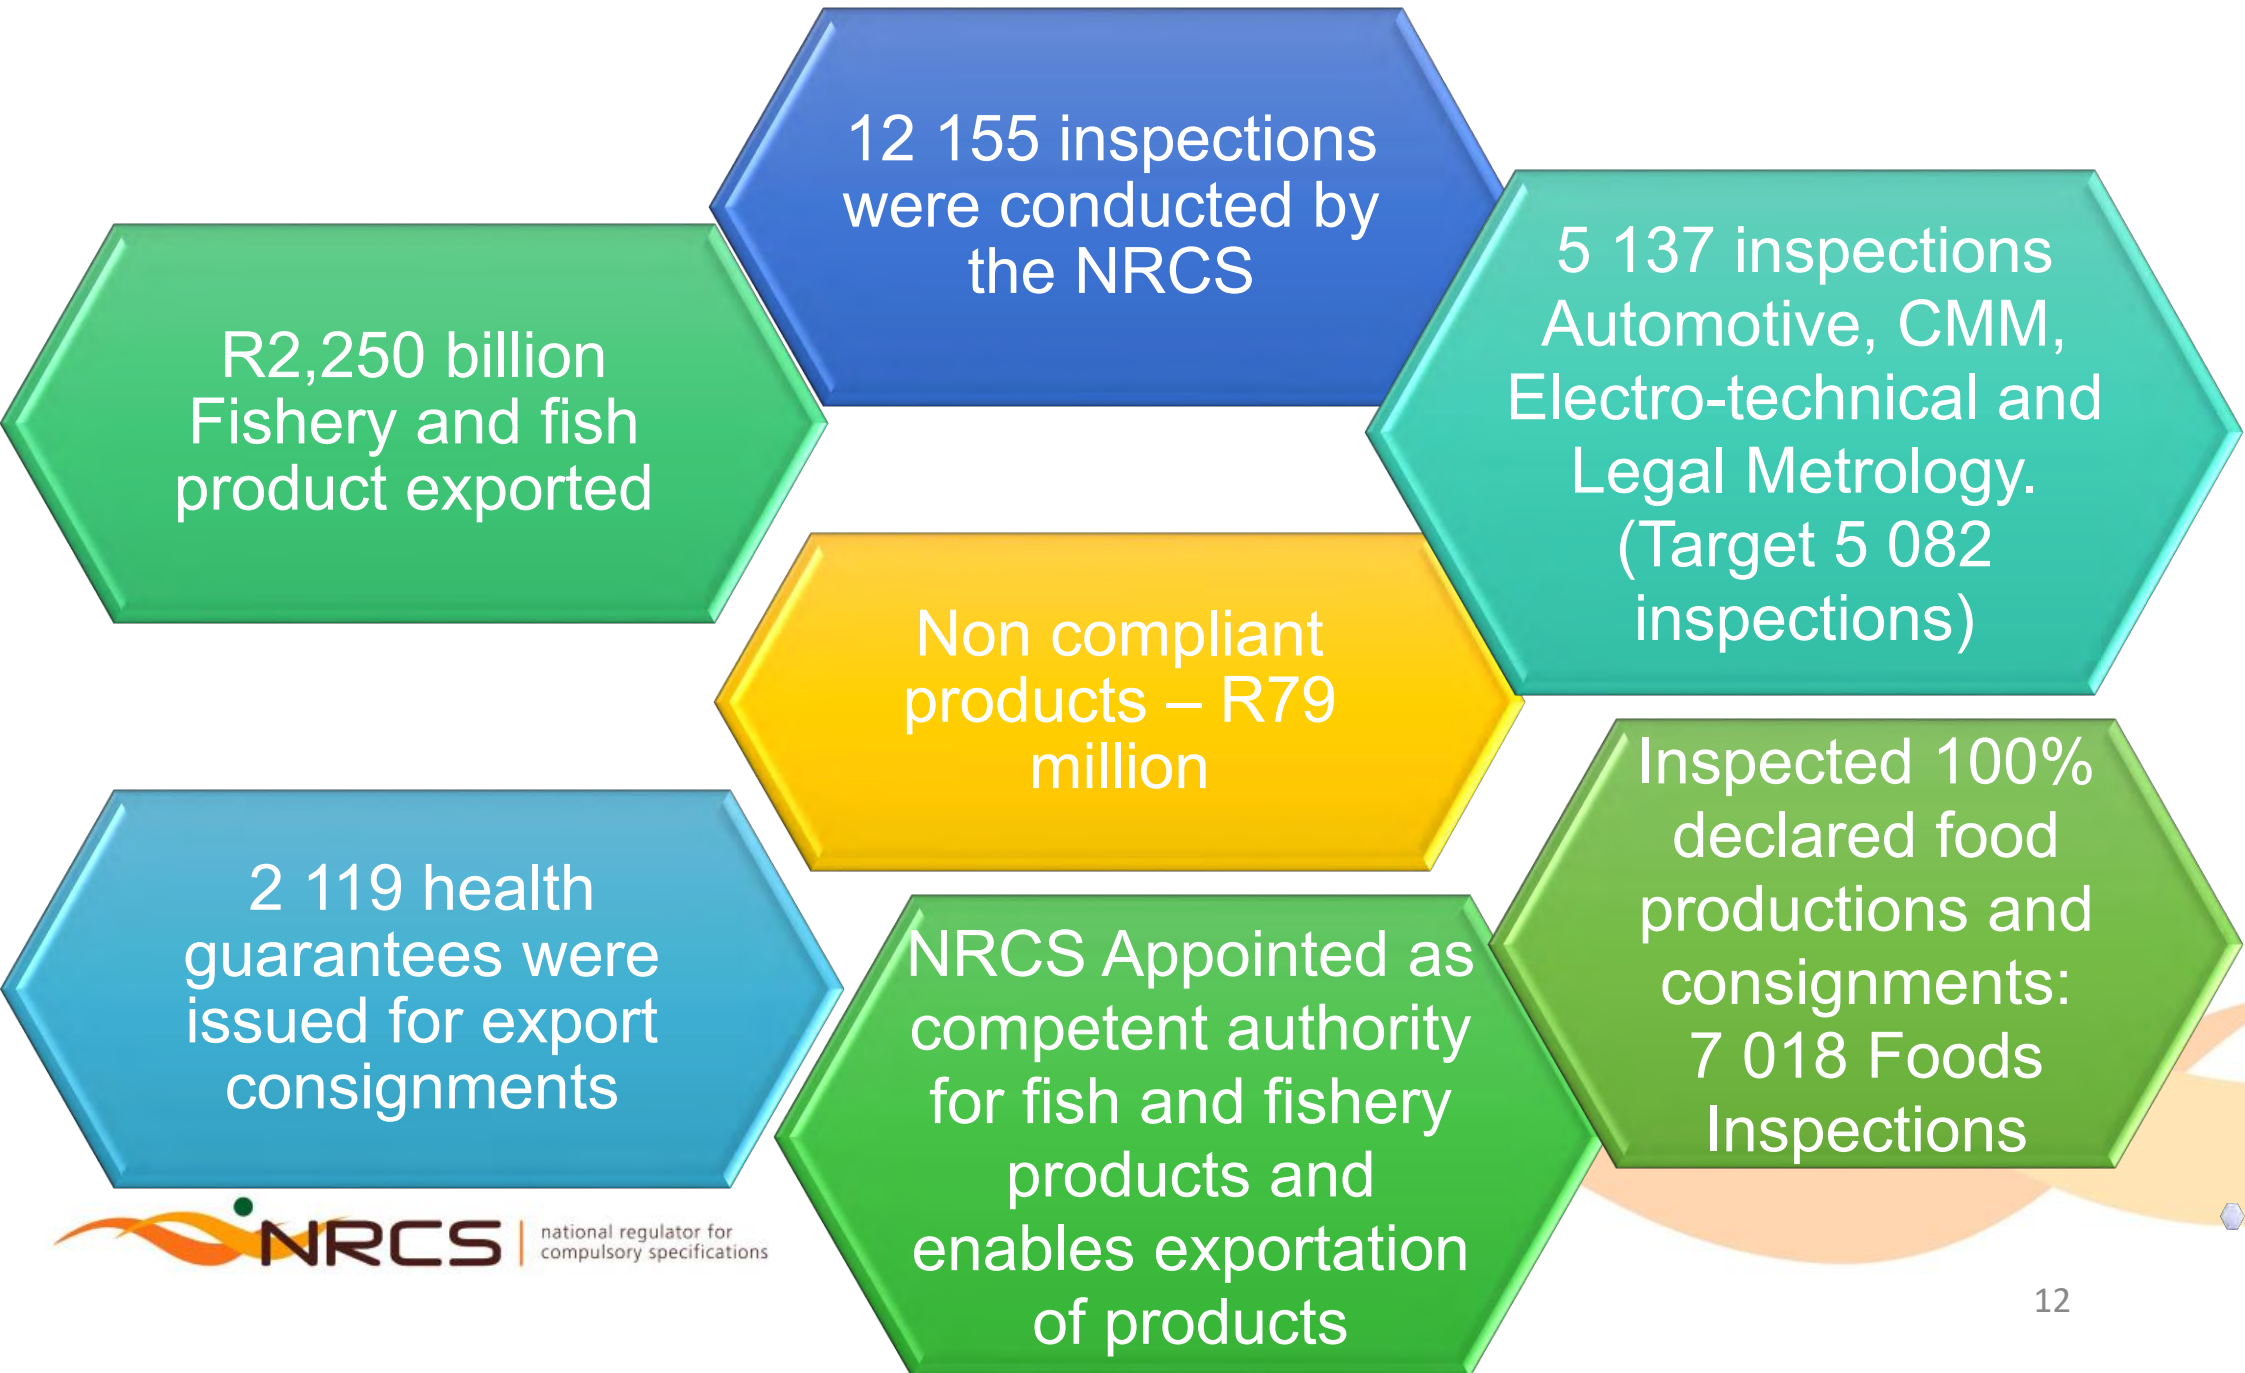 12 155 inspections
were conducted by
the NRCS
R2,250 billion
Fishery and fish
product exported
5 137 inspections
Automotive, CMM,
Electro-technical and
Legal Metrology.
(Target 5 082
inspections)
Non compliant
products – R79
million
2 119 health
guarantees were
issued for export
consignments
NRCS Appointed as
competent authority
for fish and fishery
products and
enables exportation
of products
Inspected 100%
declared food
productions and
consignments:
7 018 Foods
Inspections
NRCS
national regulator for
compulsory specifications
12